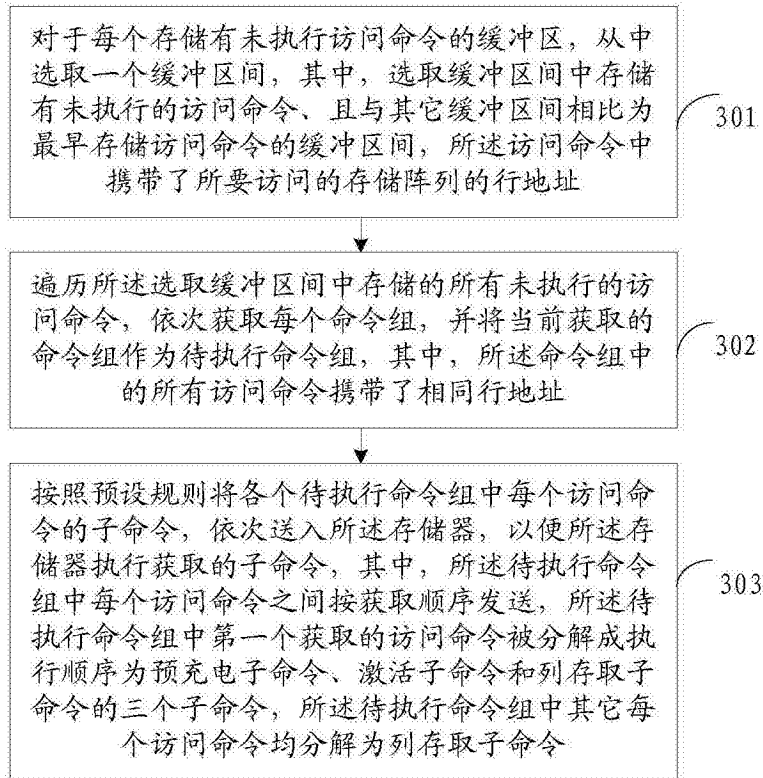 对于每个存储有未执行访问命令的缓冲区，从中
选取一个缓冲区间，其中，选取缓冲区间中存储
有未执行的访问命令、且与其它缓冲区间相比为
最早存储访问命令的缓冲区间，所述访问命令中
携带了所要访问的存储阵列的行地址
301
遍历所述选取缓冲区间中存储的所有未执行的访
问命令，依次获取每个命令组，并将当前获取的
命令组作为待执行命令组，其中，所述命令组中
的所有访问命令携带了相同行地址
302
按照预设规则将各个待执行命令组中每个访问命
令的子命令，依次送入所述存储器，以便所述存
储器执行获取的子命令，其中，所述待执行命令
组中每个访问命令之间按获取顺序发送，所述待
执行命令组中第一个获取的访问命令被分解成执
行顺序为预充电子命令、激活子命令和列存取子
命令的三个子命令，所述待执行命令组中其它每
个访问命令均分解为列存取子命令
303